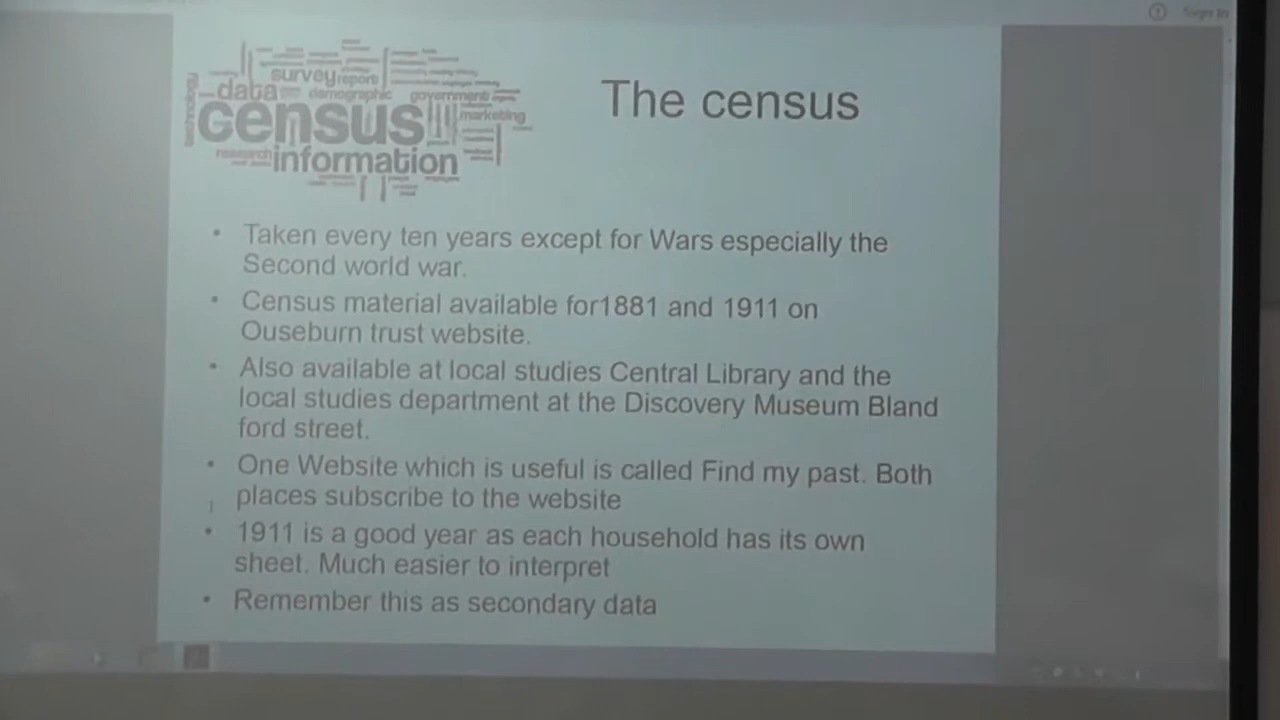 Sign in
survey report
data demographic government
technology
census marketing
research information
The census
• Taken every ten years except for Wars especially the
Second world war.
• Census material available for1881 and 1911 on
Ouseburn trust website.
• Also available at local studies Central Library and the
local studies department at the Discovery Museum Bland
ford street.
• One Website which is useful is called Find my past. Both
places subscribe to the website
• 1911 is a good year as each household has its own
sheet. Much easier to interpret
• Remember this as secondary data